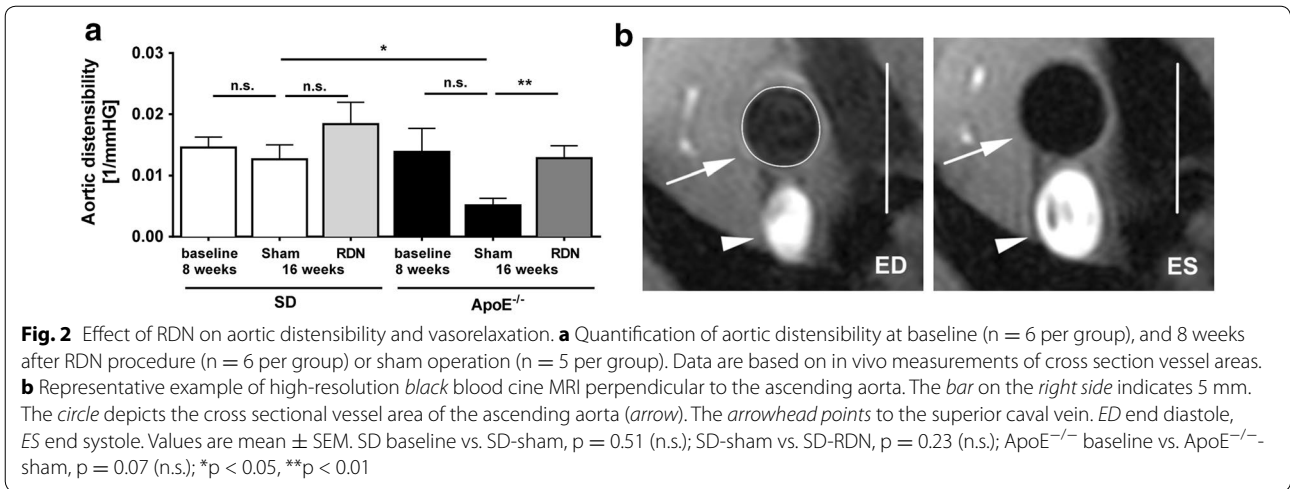 a
b
Aortic distensibility
[1/mmHG]
0.03
0.02
0.01
0.00
*
n.s.
n.s.
n.s.
**
baseline
Sham
RDN
baseline
Sham
RDN
8 weeks
16 weeks
8 weeks
16 weeks
SD
ApoE-/-
ED
ES
Fig. 2 Effect of RDN on aortic distensibility and vasorelaxation. a Quantification of aortic distensibility at baseline (n = 6 per group), and 8 weeks
after RDN procedure (n = 6 per group) or sham operation (n = 5 per group). Data are based on in vivo measurements of cross section vessel areas.
b Representative example of high-resolution black blood cine MRI perpendicular to the ascending aorta. The bar on the right side indicates 5 mm.
The circle depicts the cross sectional vessel area of the ascending aorta (arrow). The arrowhead points to the superior caval vein. ED end diastole,
ES end systole. Values are mean ± SEM. SD baseline vs. SD-sham, p = 0.51 (n.s.); SD-sham vs. SD-RDN, p = 0.23 (n.s.); ApoE−/− baseline vs. ApoE−/−-
sham, p = 0.07 (n.s.); *p < 0.05, **p < 0.01